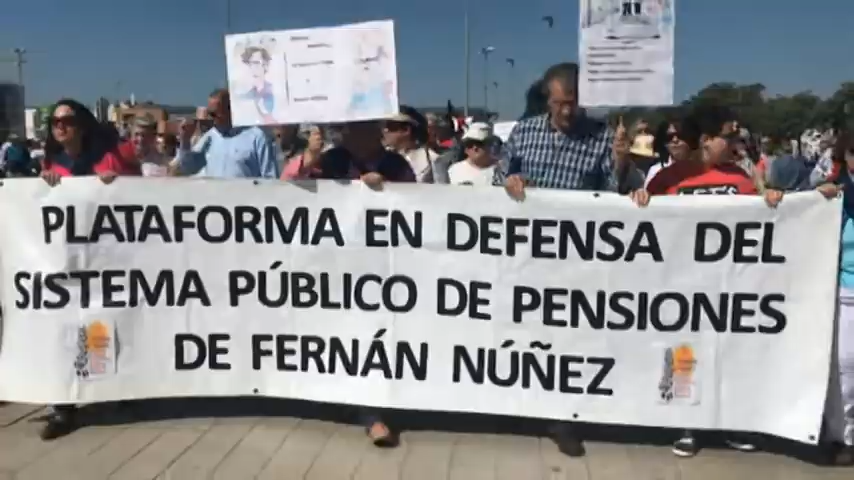 PLATAFORMA EN DEFENSA DEL
SISTEMA PÚBLICO DE PENSIONES
DE FERNÁN NÚÑEZ